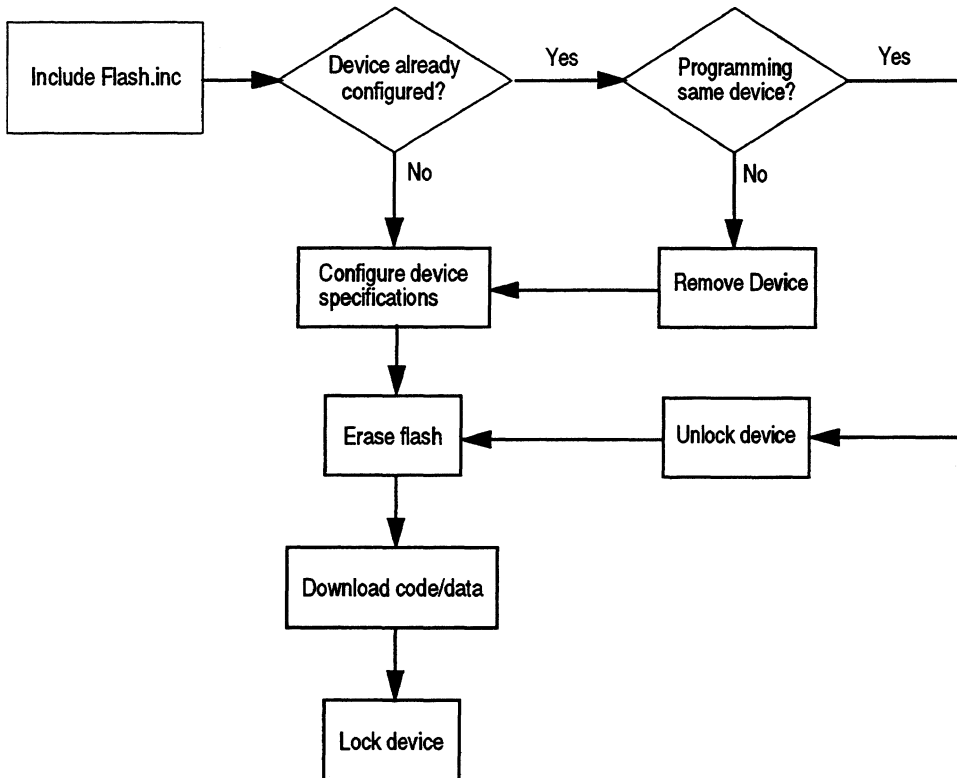 Include Flash.inc
Device already
configured?
Yes
Programming
same device?
Yes
No
No
Configure device
specifications
Remove Device
Erase flash
Unlock device
Download code/data
Lock device